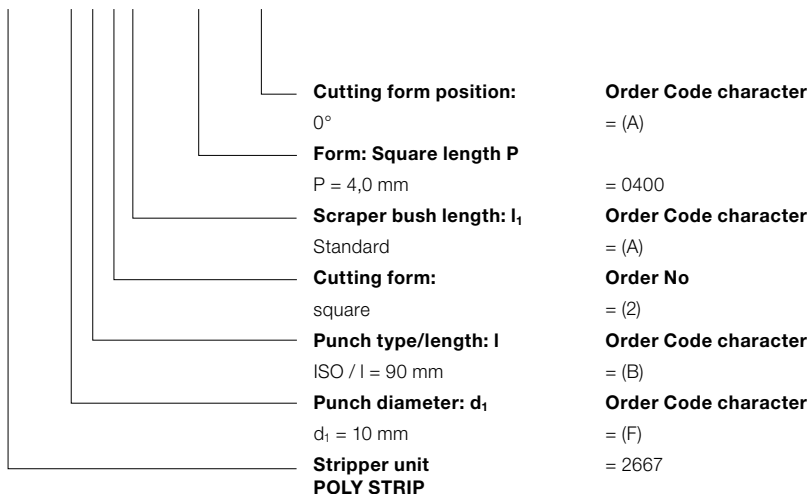 Cutting form position: Order Code character
0° = (A)
Form: Square length P
P = 4,0 mm = 0400
Scraper bush length: l₁ Order Code character
Standard = (A)
Cutting form: Order No
square = (2)
Punch type/length: l Order Code character
ISO / l = 90 mm = (B)
Punch diameter: d₁ Order Code character
d₁ = 10 mm = (F)
Stripper unit = 2667
POLY STRIP